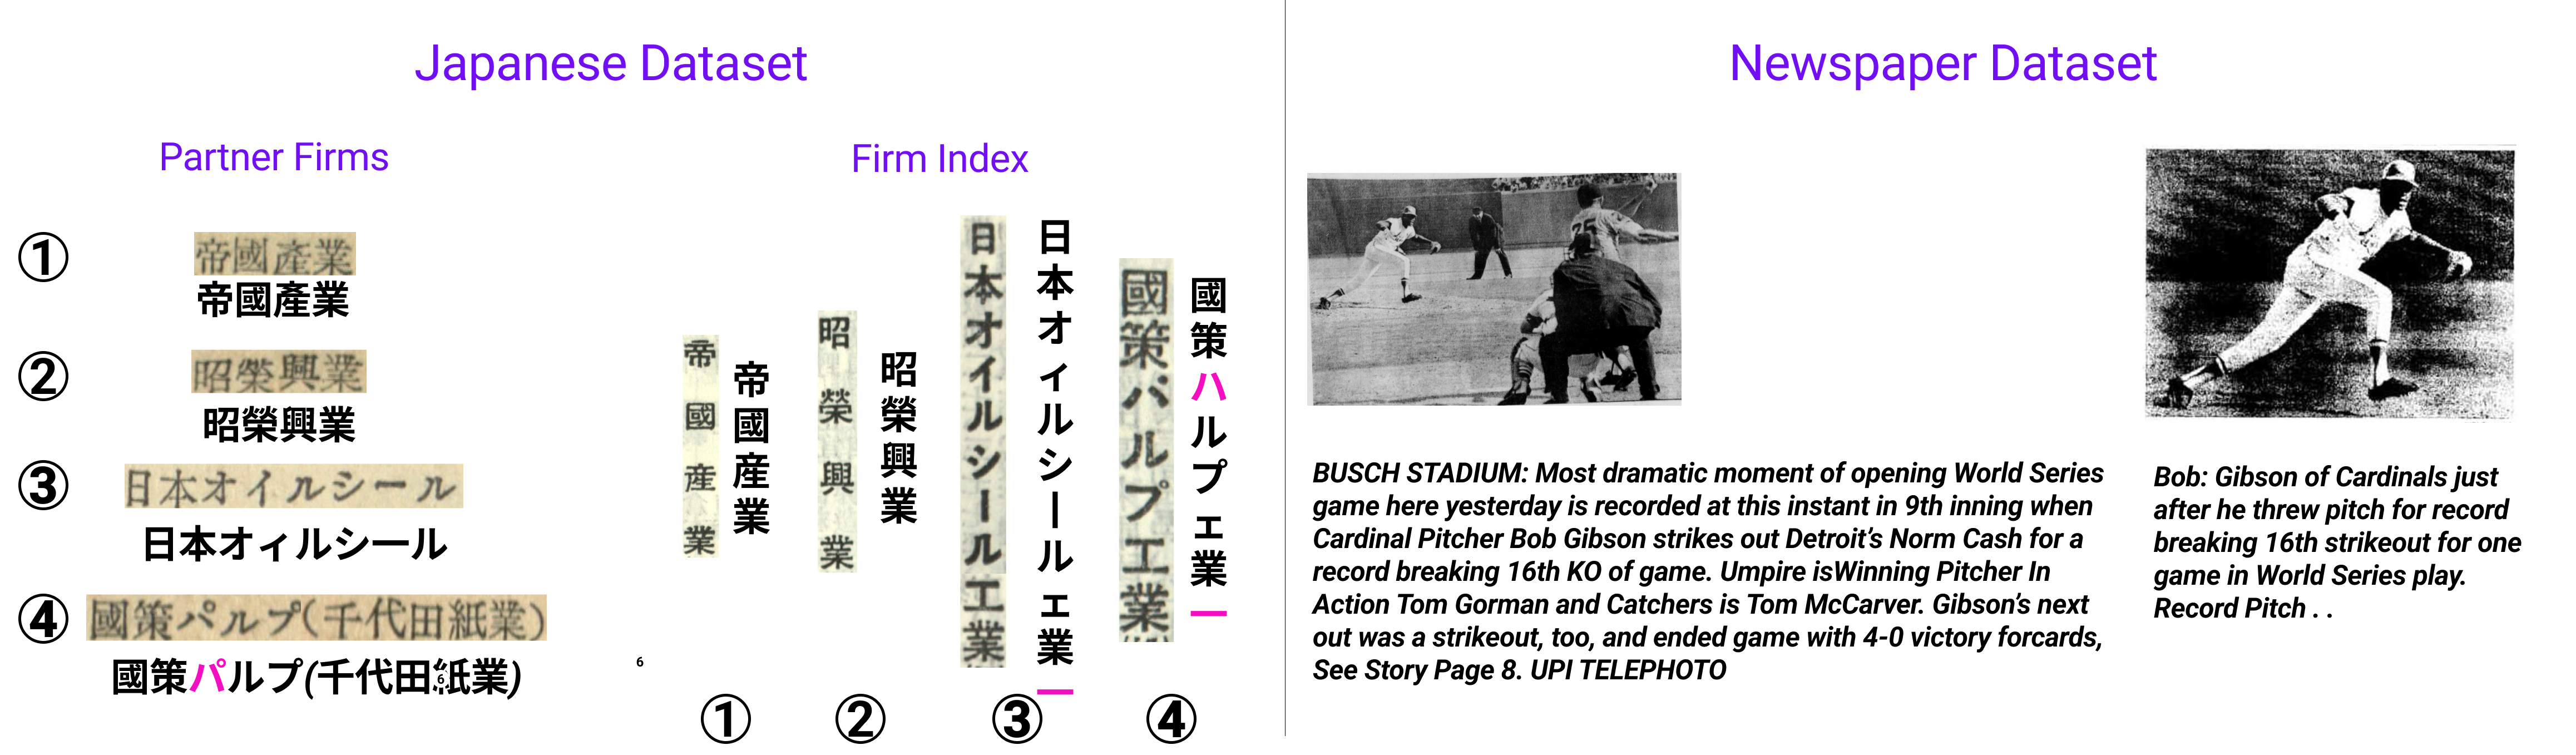 Japanese Dataset
Partner Firms
①
帝國産業
帝國産業
②
昭榮興業
昭榮興業
③
日本オイルシール
日本オィルシール
④
國策パルプ(千代田紙業)
國策パルプ(千代田紙業)
6
6
Firm Index
帝國産業
帝國産業
①
昭榮興業
昭榮興業
②
日本オイルシール工業
日本オィルシールェ業一
③
國策パルプ工業
國策ハルプェ業一
④
Newspaper Dataset
BUSCH STADIUM: Most dramatic moment of opening World Series
game here yesterday is recorded at this instant in 9th inning when
Cardinal Pitcher Bob Gibson strikes out Detroit's Norm Cash for a
record breaking 16th KO of game. Umpire isWinning Pitcher In
Action Tom Gorman and Catchers is Tom McCarver. Gibson's next
out was a strikeout, too, and ended game with 4-0 victory forcards,
See Story Page 8. UPI TELEPHOTO
Bob: Gibson of Cardinals just
after he threw pitch for record
breaking 16th strikeout for one
game in World Series play.
Record Pitch . .